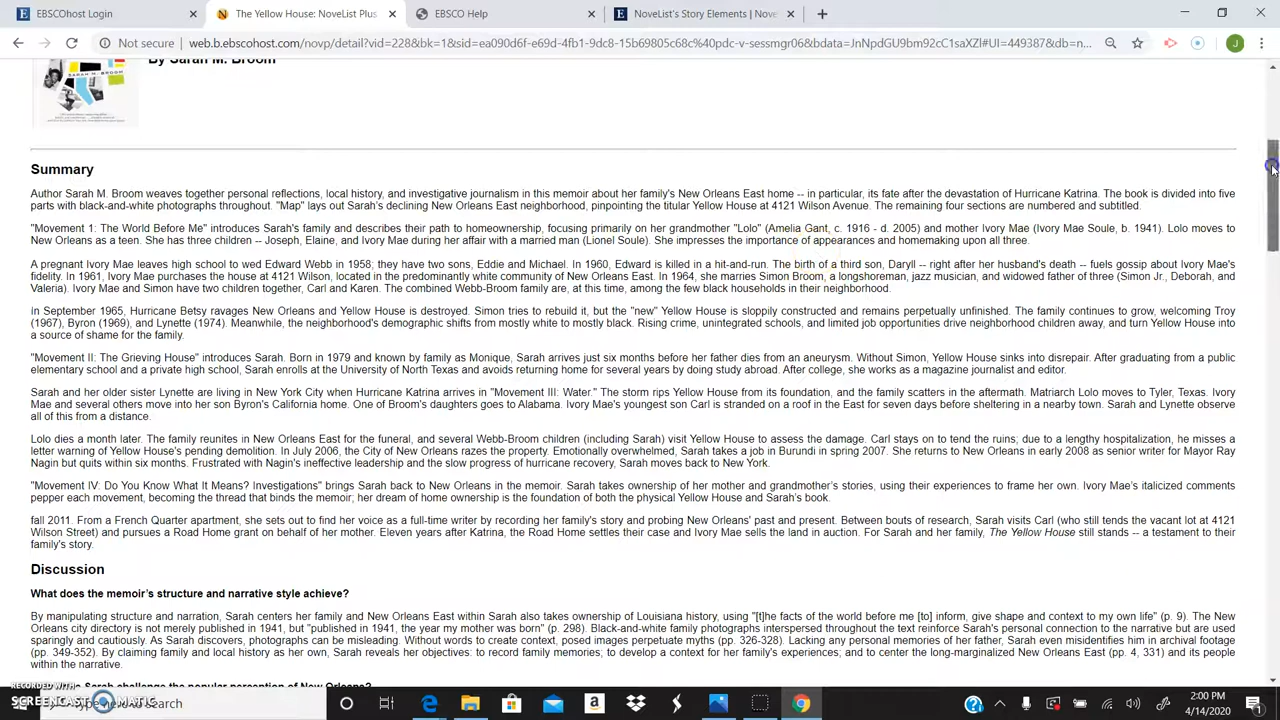 EBSCOhost Login
The Yellow House: NoveList Plus
EBSCO Help
NoveList's Story Elements | Nove
Not secure | web.b.ebscohost.com/novp/detail?vid=228&bk=1&sid=ea090d6f-e69d-4fb1-9dc8-15b69805c68c%40pdc-v-sessmgr06&bdata=JnNpdGU9bm92cC1saXZl#UI=449387&db=n...
By Sarah M. Broom
SARAH M. BROOM
Summary
Author Sarah M. Broom weaves together personal reflections, local history, and investigative journalism in this memoir about her family's New Orleans East home -- in particular, its fate after the devastation of Hurricane Katrina. The book is divided into five
parts with black-and-white photographs throughout. "Map" lays out Sarah's declining New Orleans East neighborhood, pinpointing the titular Yellow House at 4121 Wilson Avenue. The remaining four sections are numbered and subtitled.
"Movement 1: The World Before Me" introduces Sarah's family and describes their path to homeownership, focusing primarily on her grandmother "Lolo" (Amelia Gant, c. 1916 - d. 2005) and mother Ivory Mae (Ivory Mae Soule, b. 1941). Lolo moves to
New Orleans as a teen. She has three children -- Joseph, Elaine, and Ivory Mae during her affair with a married man (Lionel Soule). She impresses the importance of appearances and homemaking upon all three.
A pregnant Ivory Mae leaves high school to wed Edward Webb in 1958; they have two sons, Eddie and Michael. In 1960, Edward is killed in a hit-and-run. The birth of a third son, Daryll -- right after her husband's death -- fuels gossip about Ivory Mae's
fidelity. In 1961, Ivory Mae purchases the house at 4121 Wilson, located in the predominantly white community of New Orleans East. In 1964, she marries Simon Broom, a longshoreman, jazz musician, and widowed father of three (Simon Jr., Deborah, and
Valeria). Ivory Mae and Simon have two children together, Carl and Karen. The combined Webb-Broom family are, at this time, among the few black households in their neighborhood.
In September 1965, Hurricane Betsy ravages New Orleans and Yellow House is destroyed. Simon tries to rebuild it, but the "new" Yellow House is sloppily constructed and remains perpetually unfinished. The family continues to grow, welcoming Troy
(1967), Byron (1969), and Lynette (1974). Meanwhile, the neighborhood's demographic shifts from mostly white to mostly black. Rising crime, unintegrated schools, and limited job opportunities drive neighborhood children away, and turn Yellow House into
a source of shame for the family.
"Movement II: The Grieving House" introduces Sarah. Born in 1979 and known by family as Monique, Sarah arrives just six months before her father dies from an aneurysm. Without Simon, Yellow House sinks into disrepair. After graduating from a public
elementary school and a private high school, Sarah enrolls at the University of North Texas and avoids returning home for several years by doing study abroad. After college, she works as a magazine journalist and editor.
Sarah and her older sister Lynette are living in New York City when Hurricane Katrina arrives in "Movement III: Water." The storm rips Yellow House from its foundation, and the family scatters in the aftermath. Matriarch Lolo moves to Tyler, Texas. Ivory
Mae and several others move into her son Byron's California home. One of Broom's daughters goes to Alabama. Ivory Mae's youngest son Carl is stranded on a roof in the East for seven days before sheltering in a nearby town. Sarah and Lynette observe
all of this from a distance.
Lolo dies a month later. The family reunites in New Orleans East for the funeral, and several Webb-Broom children (including Sarah) visit Yellow House to assess the damage. Carl stays on to tend the ruins; due to a lengthy hospitalization, he misses a
letter warning of Yellow House's pending demolition. In July 2006, the City of New Orleans razes the property. Emotionally overwhelmed, Sarah takes a job in Burundi in spring 2007. She returns to New Orleans in early 2008 as senior writer for Mayor Ray
Nagin but quits within six months. Frustrated with Nagin's ineffective leadership and the slow progress of hurricane recovery, Sarah moves back to New York.
"Movement IV: Do You Know What It Means? Investigations" brings Sarah back to New Orleans in the memoir. Sarah takes ownership of her mother and grandmother's stories, using their experiences to frame her own. Ivory Mae's italicized comments
pepper each movement, becoming the thread that binds the memoir; her dream of home ownership is the foundation of both the physical Yellow House and Sarah's book.
fall 2011. From a French Quarter apartment, she sets out to find her voice as a full-time writer by recording her family's story and probing New Orleans' past and present. Between bouts of research, Sarah visits Carl (who still tends the vacant lot at 4121
Wilson Street) and pursues a Road Home grant on behalf of her mother. Eleven years after Katrina, the Road Home settles their case and Ivory Mae sells the land in auction. For Sarah and her family, The Yellow House still stands -- a testament to their
family's story.
Discussion
What does the memoir's structure and narrative style achieve?
By manipulating structure and narration, Sarah centers her family and New Orleans East within Sarah also takes ownership of Louisiana history, using "[t]he facts of the world before me [to] inform, give shape and context to my own life" (p. 9). The New
Orleans city directory is not merely published in 1941, but "published in 1941, the year my mother was born" (p. 298). Black-and-white family photographs interspersed throughout the text reinforce Sarah's personal connection to the narrative but are used
sparingly and cautiously. As Sarah discovers, photographs can be misleading. Without words to create context, posed images perpetuate myths (pp. 326-328). Lacking any personal memories of her father, Sarah even misidentifies him in archival footage
(pp. 349-352). By claiming family and local history as her own, Sarah reveals her objectives: to record family memories; to develop a context for her family's experiences; and to center the long-marginalized New Orleans East (pp. 4, 331) and its people
within the narrative.
Sarah challenge the popular perception of New Orleans?
RECORDED WITH
SCREENCAST MATIC
type here to search
2:00 PM
4/14/2020